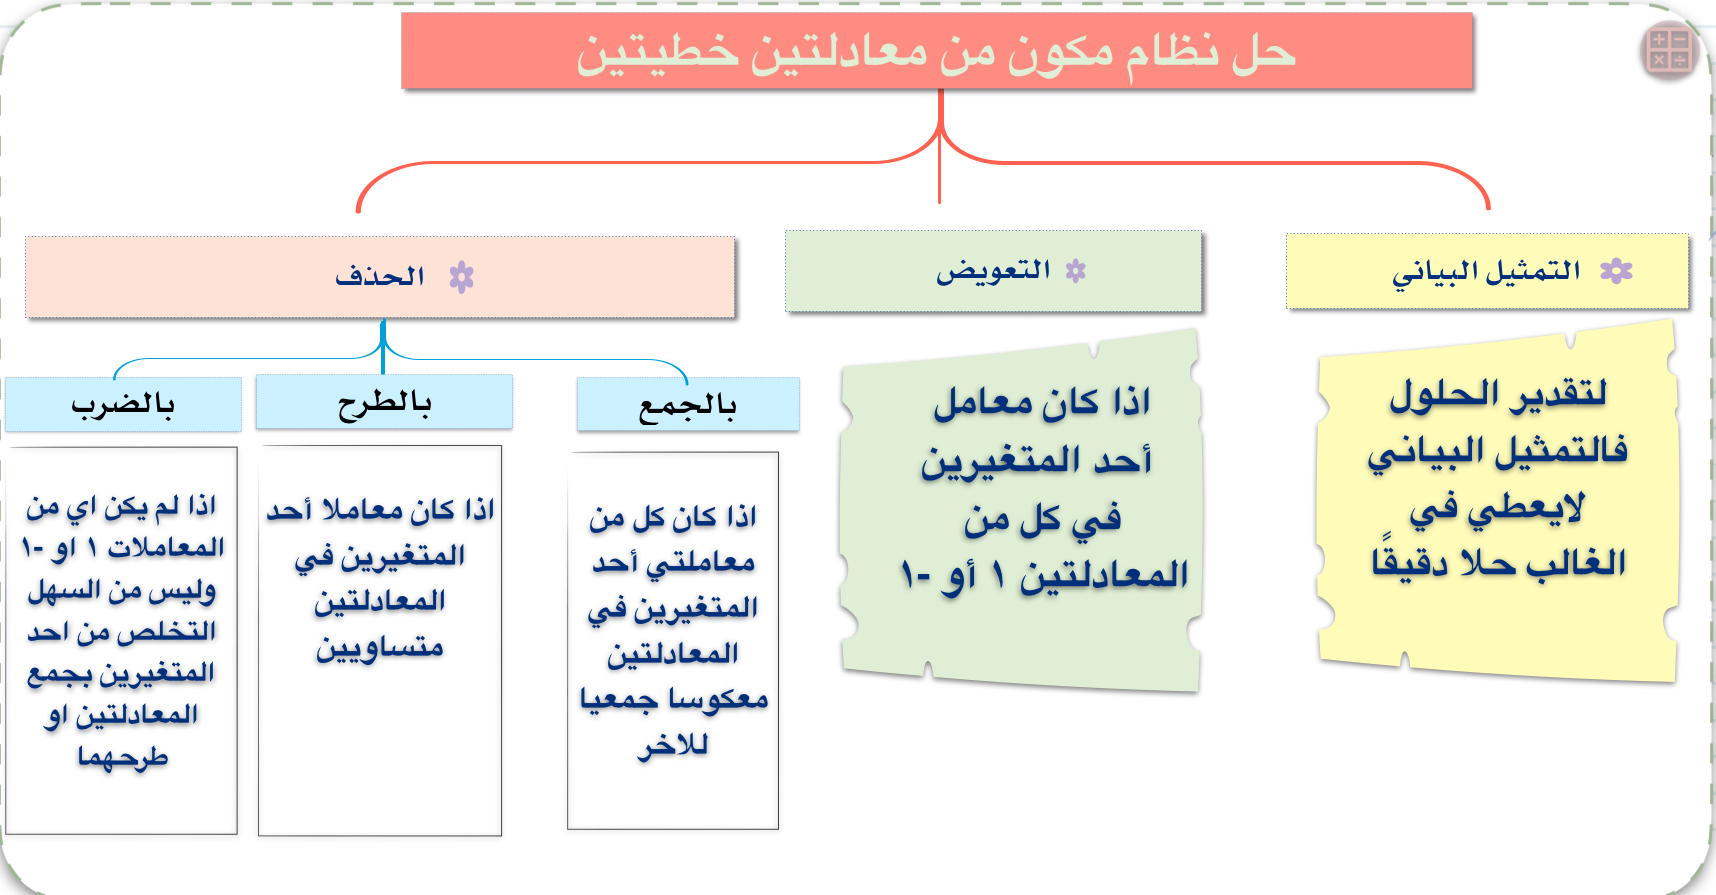 حل نظام مكون من معادلتين خطيتين
التمثيل البياني
لتقدير الحلول
فالتمثيل البياني
لايعطي في
الغالب حلا دقيقًا
التعويض
اذا كان معامل
أحد المتغيرين
في كل من
المعادلتين ١ أو -١
الحذف
بالجمع
اذا كان كل من
معاملتي أحد
المتغيرين في
المعادلتين
معكوسا جمعيا
للاخر
بالطرح
اذا كان معاملا أحد
المتغيرين في
المعادلتين
متساويين
بالضرب
اذا لم يكن اي من
المعاملات ١ او -١
وليس من السهل
التخلص من احد
المتغيرين بجمع
المعادلتين او
طرحهما